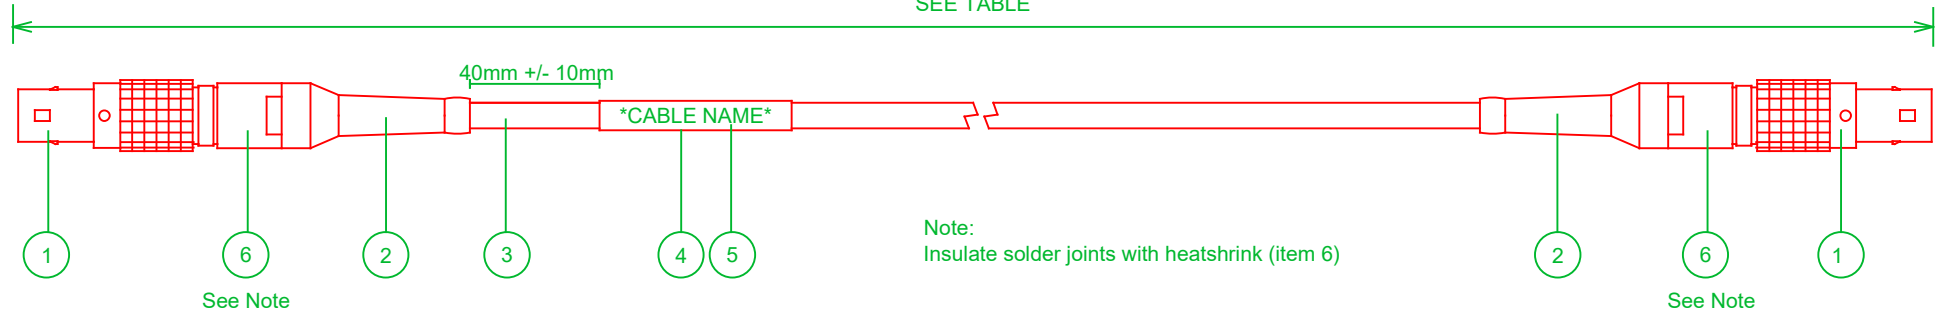 SEE TABLE
40mm +/- 10mm
*CABLE NAME*
Note:
Insulate solder joints with heatshrink (item 6)
1
6
2
3
4
5
2
6
1
See Note
See Note